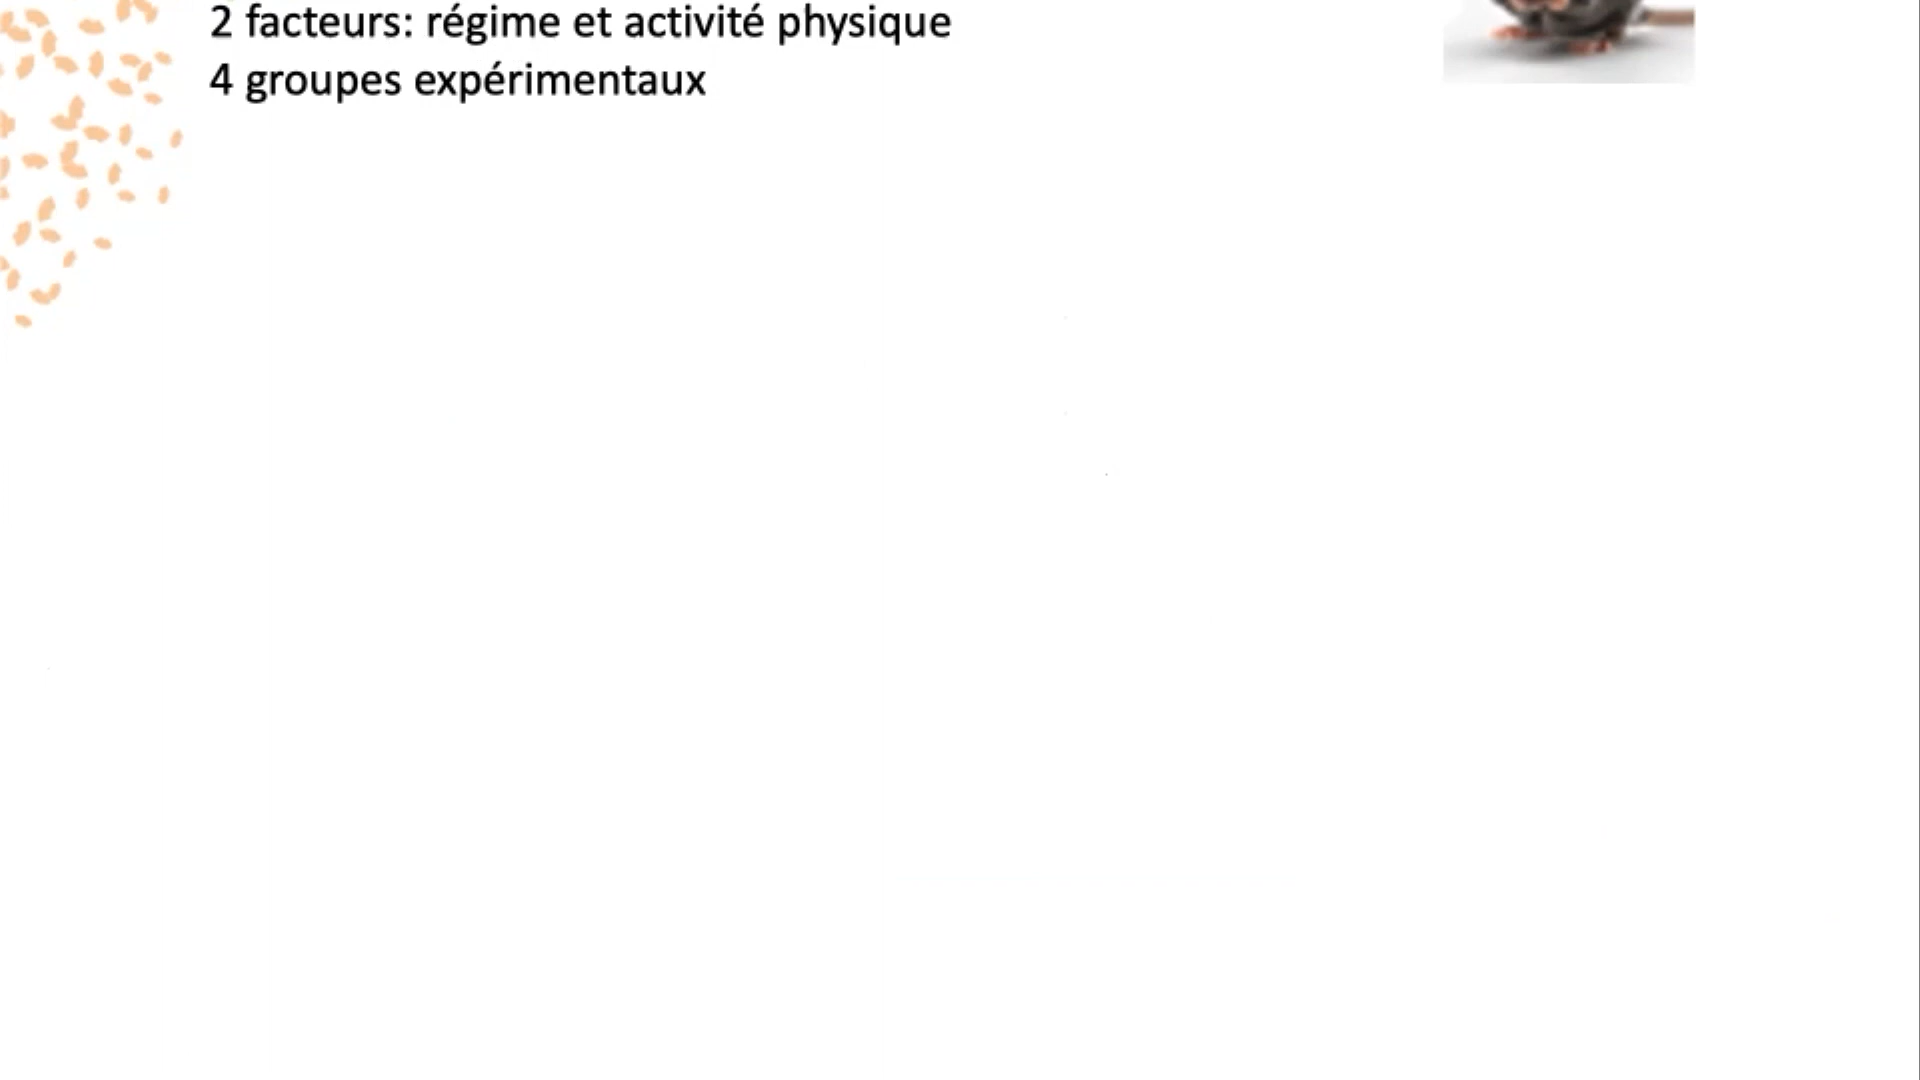 2 facteurs: régime et activité physique
4 groupes expérimentaux